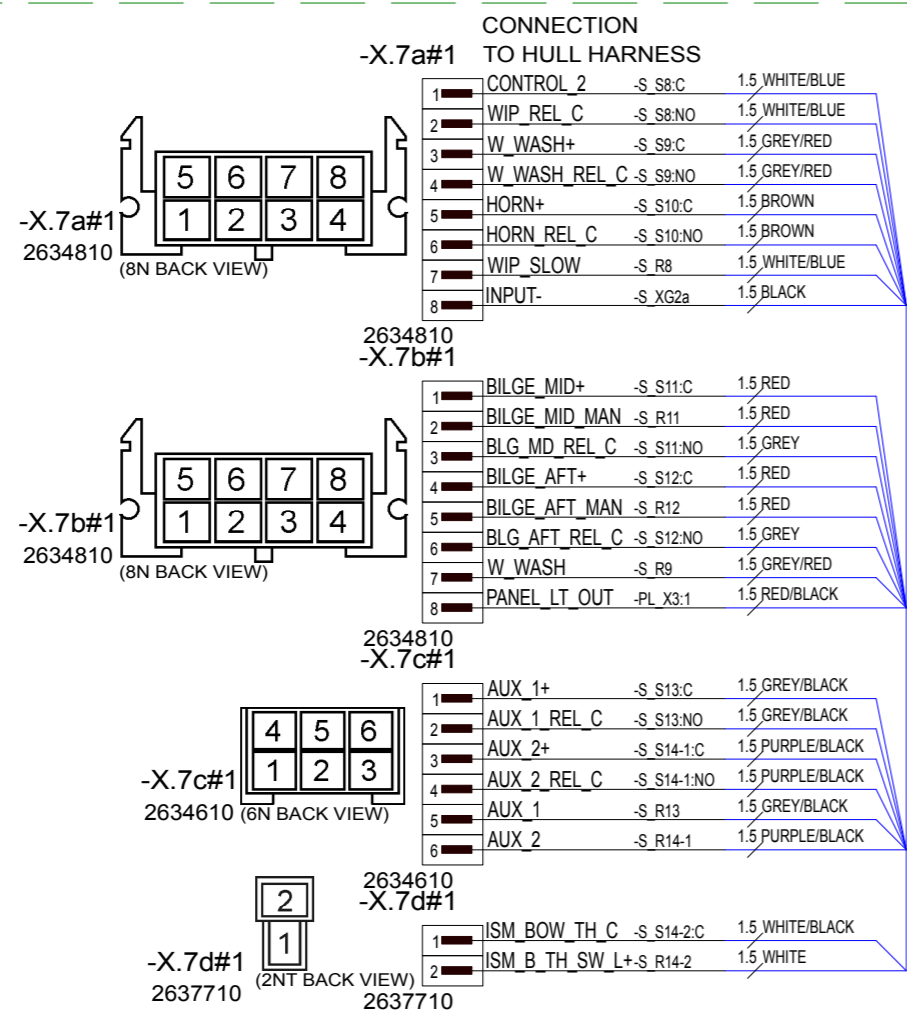 CONNECTION
-X.7a#1 TO HULL HARNESS
1 CONTROL_2 -S_S8:C 1.5 WHITE/BLUE
2 WIP_REL_C -S_S8:NO 1.5 WHITE/BLUE
3 W_WASH+ -S_S9:C 1.5 GREY/RED
4 W_WASH_REL_C -S_S9:NO 1.5 GREY/RED
5 HORN+ -S_S10:C 1.5 BROWN
6 HORN_REL_C -S_S10:NO 1.5 BROWN
7 WIP_SLOW -S_R8 1.5 WHITE/BLUE
8 INPUT- -S_XG2a 1.5 BLACK
5 6 7 8
1 2 3 4
-X.7a#1
2634810
(8N BACK VIEW)
2634810
-X.7b#1
1 BILGE_MID+ -S_S11:C 1.5 RED
2 BILGE_MID_MAN -S_R11 1.5 RED
3 BLG_MD_REL_C -S_S11:NO 1.5 GREY
4 BILGE_AFT+ -S_S12:C 1.5 RED
5 BILGE_AFT_MAN -S_R12 1.5 RED
6 BLG_AFT_REL_C -S_S12:NO 1.5 GREY
7 W_WASH -S_R9 1.5 GREY/RED
8 PANEL_LT_OUT -PL_X3:1 1.5 RED/BLACK
5 6 7 8
1 2 3 4
-X.7b#1
2634810
(8N BACK VIEW)
2634810
-X.7c#1
1 AUX_1+ -S_S13:C 1.5 GREY/BLACK
2 AUX_1_REL_C -S_S13:NO 1.5 GREY/BLACK
3 AUX_2+ -S_S14-1:C 1.5 PURPLE/BLACK
4 AUX_2_REL_C -S_S14-1:NO 1.5 PURPLE/BLACK
5 AUX_1 -S_R13 1.5 GREY/BLACK
6 AUX_2 -S_R14-1 1.5 PURPLE/BLACK
4 5 6
1 2 3
-X.7c#1
2634610 (6N BACK VIEW)
2634610
-X.7d#1
1 ISM_BOW_TH_C -S_S14-2:C 1.5 WHITE/BLACK
2 ISM_B_TH_SW_L+ -S_R14-2 1.5 WHITE
2
1
-X.7d#1
(2NT BACK VIEW)
2637710
2637710